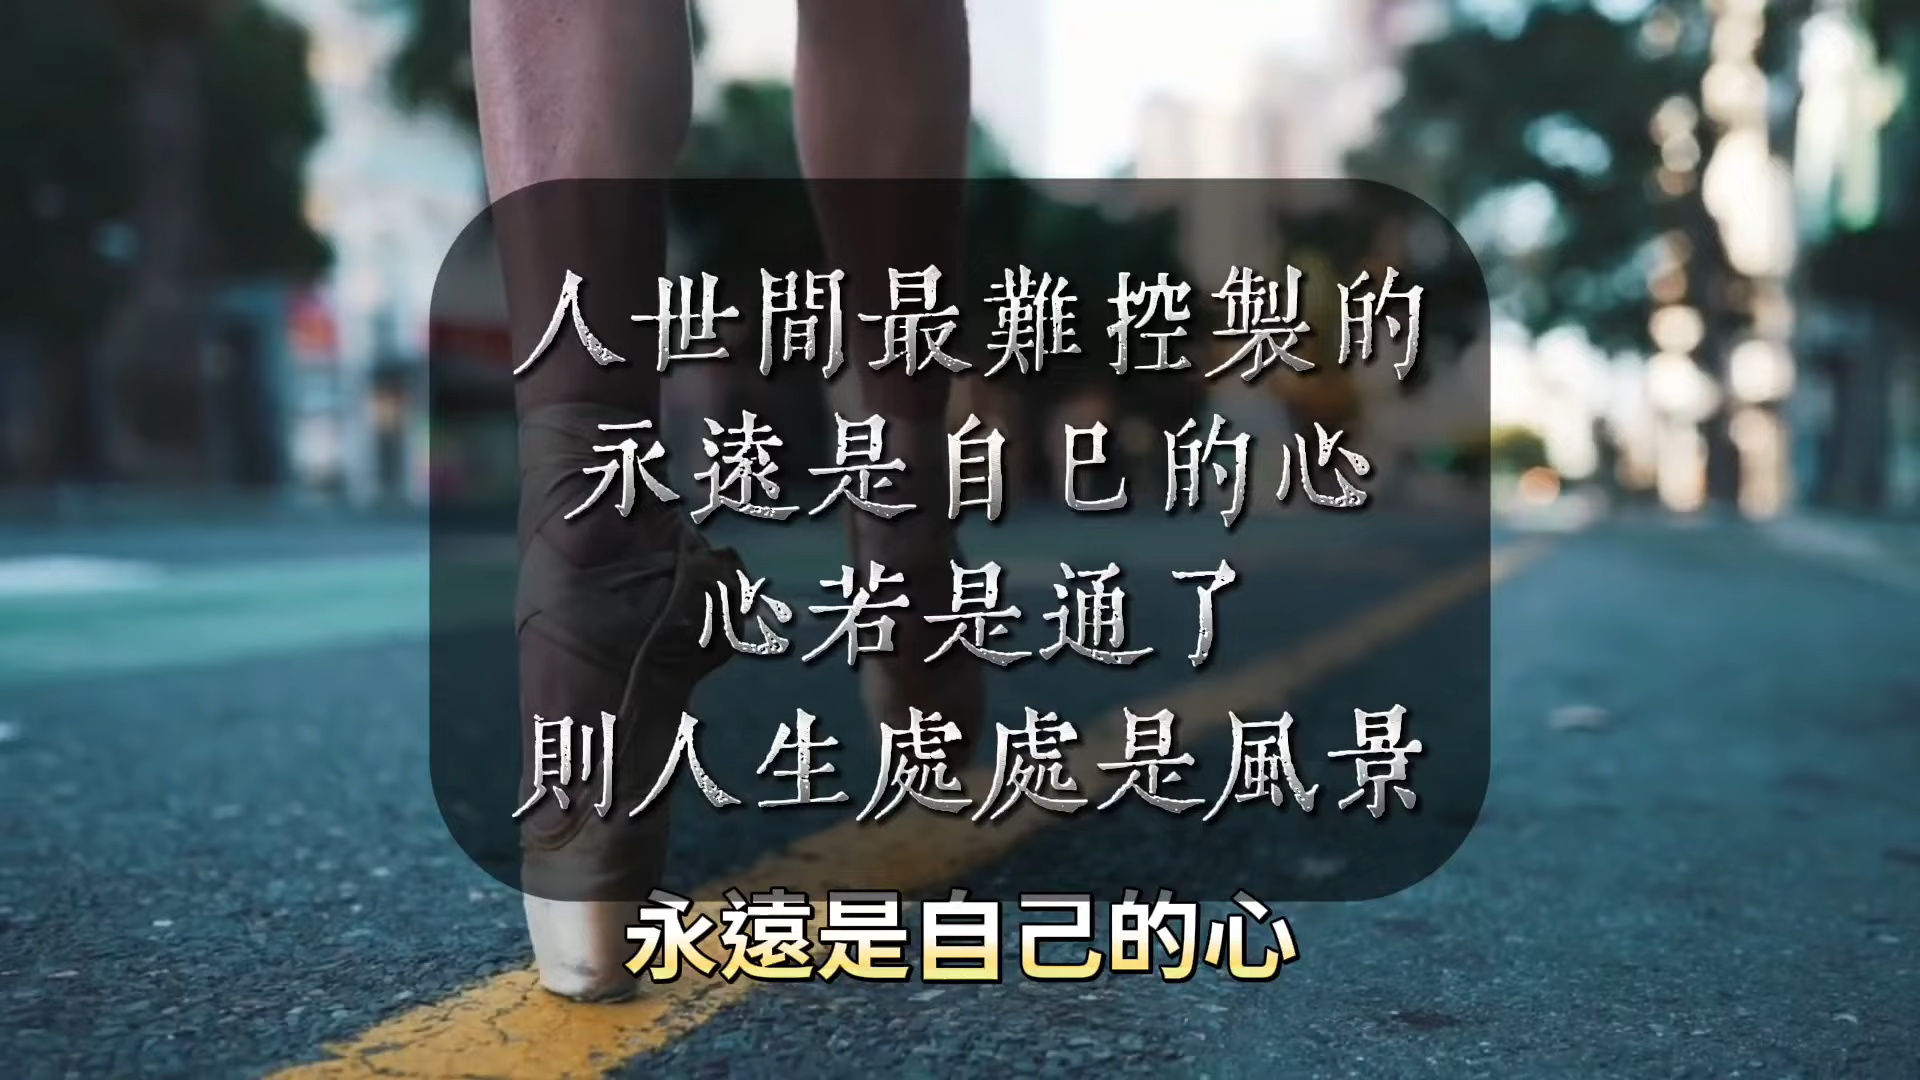 人世間最難控製的
永遠是自已的心
心若是通了
則人生處處是風景
永遠是自己的心